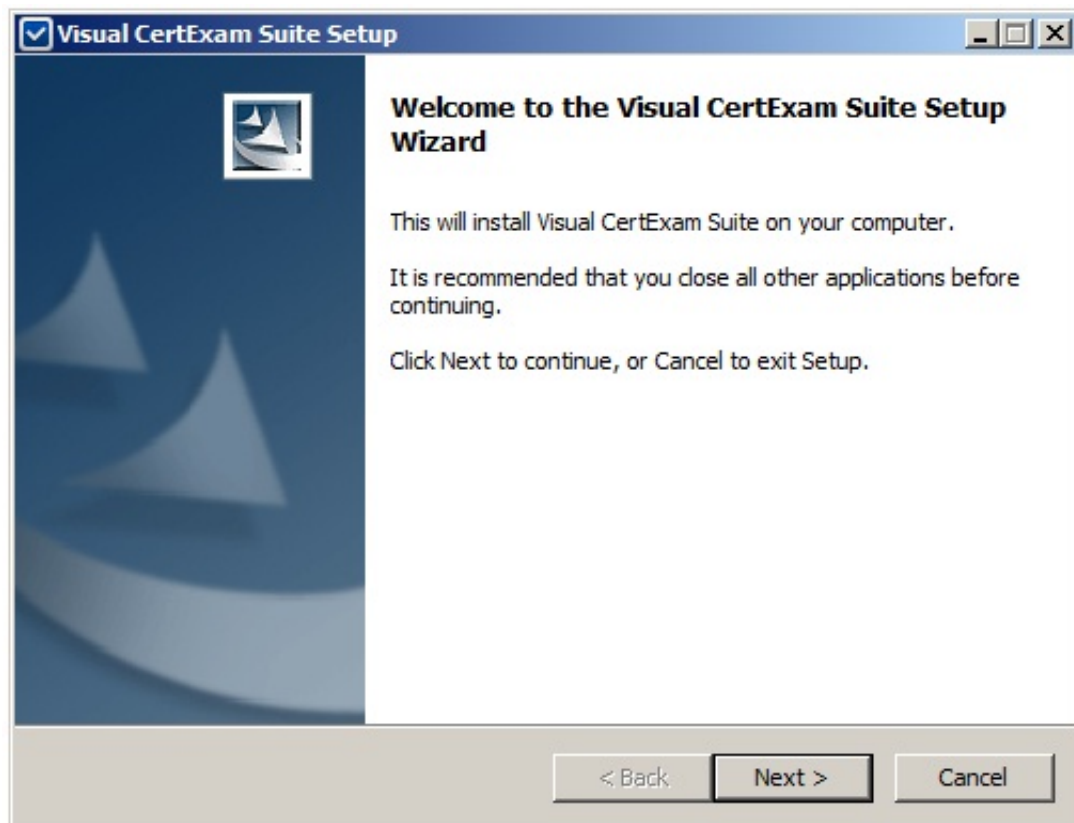 Visual CertExam Suite Setup
Welcome to the Visual CertExam Suite Setup
Wizard
This will install Visual CertExam Suite on your computer.
It is recommended that you close all other applications before
continuing.
Click Next to continue, or Cancel to exit Setup.
< Back
Next >
Cancel